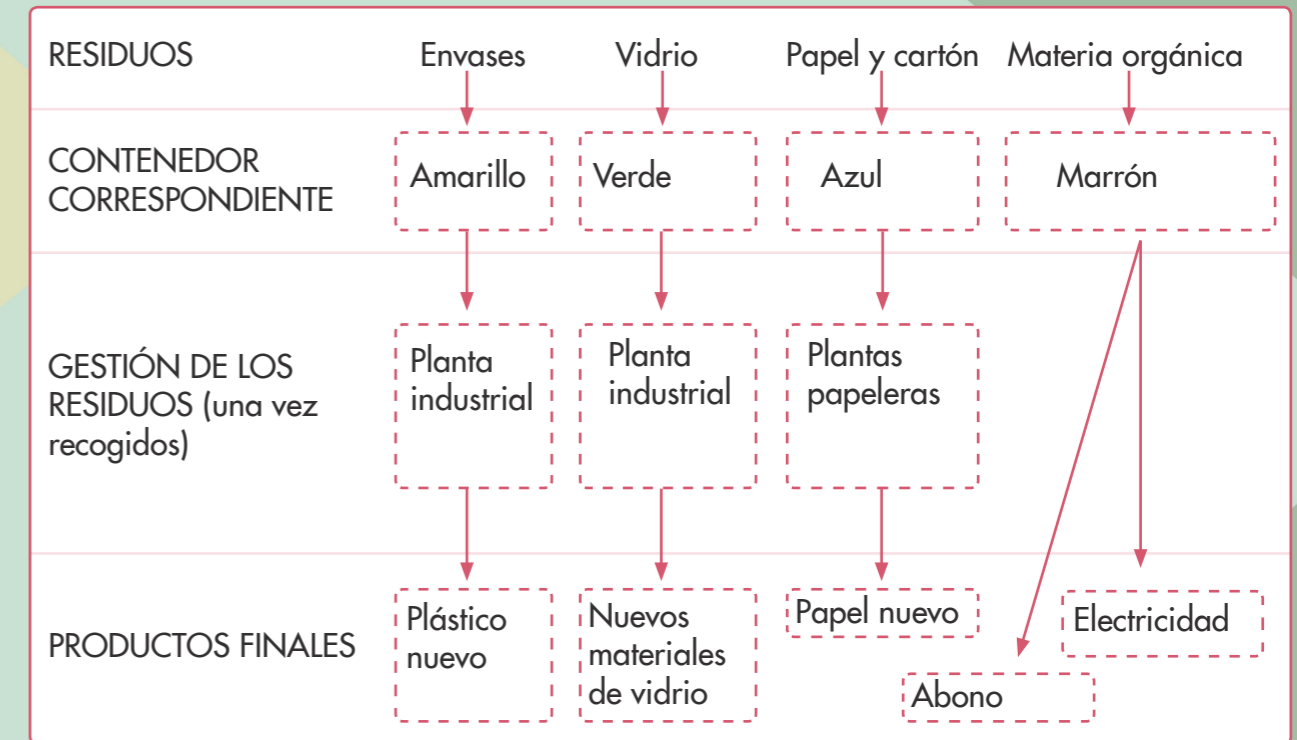 RESIDUOS Envases Vidrio Papel y cartón Materia orgánica
CONTENEDOR
CORRESPONDIENTE
Amarillo Verde Azul Marrón
GESTIÓN DE LOS
RESIDUOS (una vez
recogidos)
Planta
industrial
Planta
industrial
Plantas
papeleras
PRODUCTOS FINALES
Plástico
nuevo
Nuevos
materiales
de vidrio
Papel nuevo
Abono
Electricidad